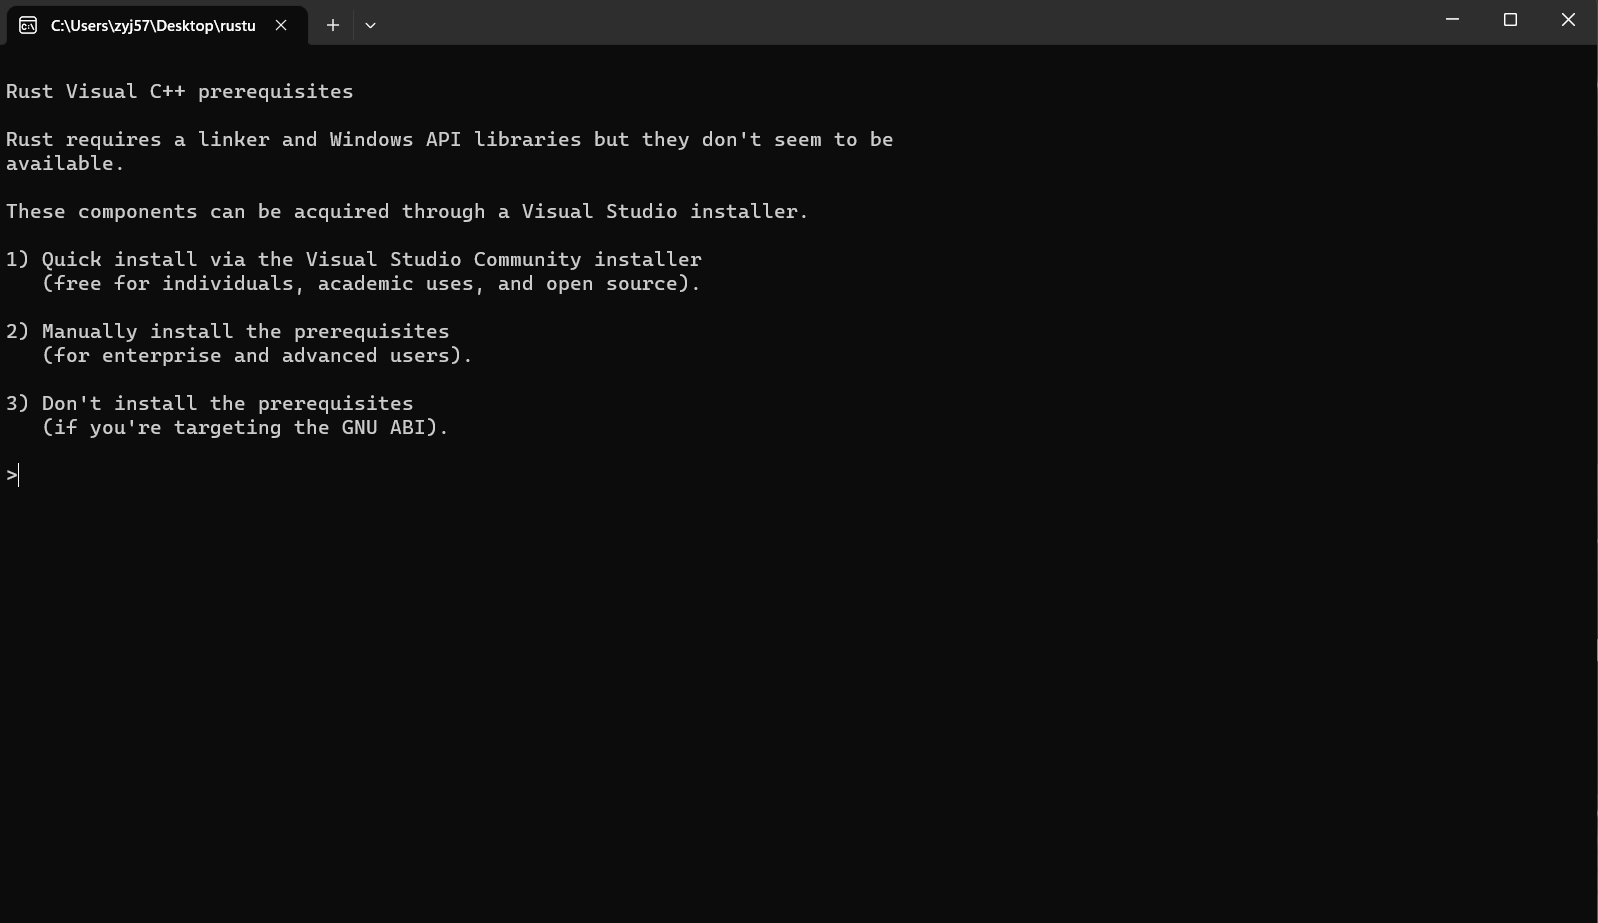 C:\Users\zyj57\Desktop\rustu
Rust Visual C++ prerequisites
Rust requires a linker and Windows API libraries but they don't seem to be
available.
These components can be acquired through a Visual Studio installer.
1) Quick install via the Visual Studio Community installer
(free for individuals, academic uses, and open source).
2) Manually install the prerequisites
(for enterprise and advanced users).
3) Don't install the prerequisites
(if you're targeting the GNU ABI).
>